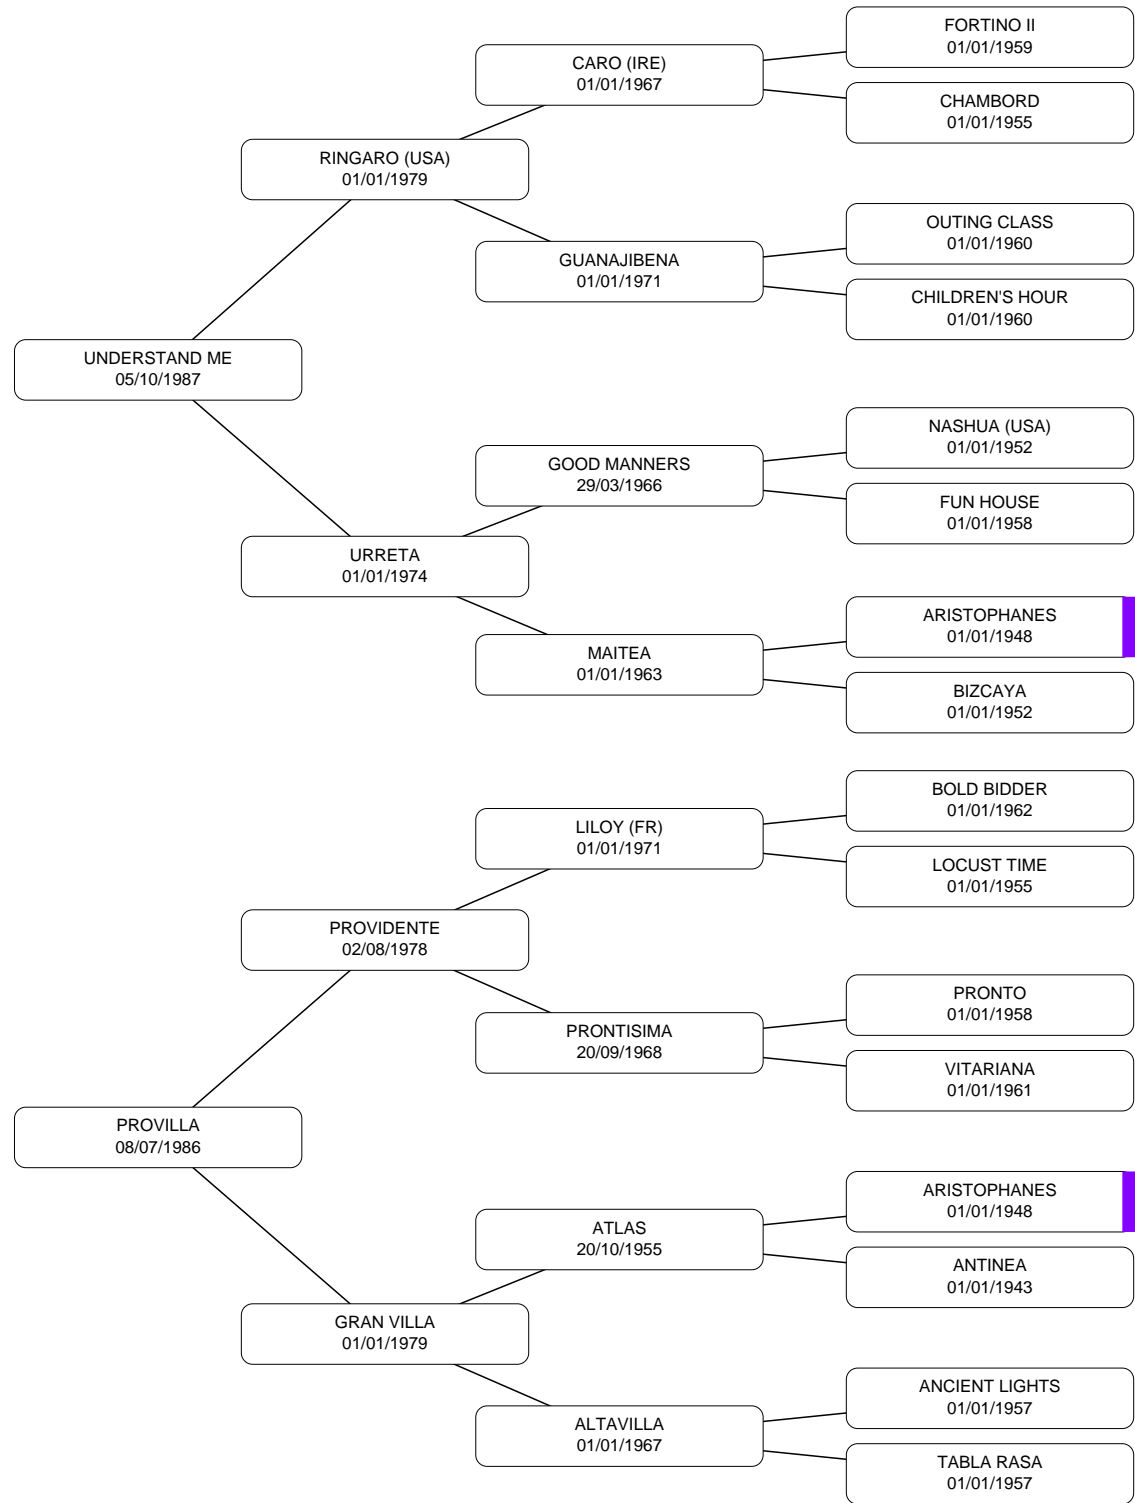 FORTINO II
01/01/1959
CARO (IRE)
01/01/1967
CHAMBORD
01/01/1955
RINGARO (USA)
01/01/1979
OUTING CLASS
01/01/1960
GUANAJIBENA
01/01/1971
CHILDREN'S HOUR
01/01/1960
UNDERSTAND ME
05/10/1987
NASHUA (USA)
01/01/1952
GOOD MANNERS
29/03/1966
FUN HOUSE
01/01/1958
URRETA
01/01/1974
ARISTOPHANES
01/01/1948
MAITEA
01/01/1963
BIZCAYA
01/01/1952
BOLD BIDDER
01/01/1962
LILOY (FR)
01/01/1971
LOCUST TIME
01/01/1955
PROVIDENTE
02/08/1978
PRONTO
01/01/1958
PRONTISIMA
20/09/1968
VITARIANA
01/01/1961
PROVILLA
08/07/1986
ARISTOPHANES
01/01/1948
ATLAS
20/10/1955
ANTINEA
01/01/1943
GRAN VILLA
01/01/1979
ANCIENT LIGHTS
01/01/1957
ALTAVILLA
01/01/1967
TABLA RASA
01/01/1957